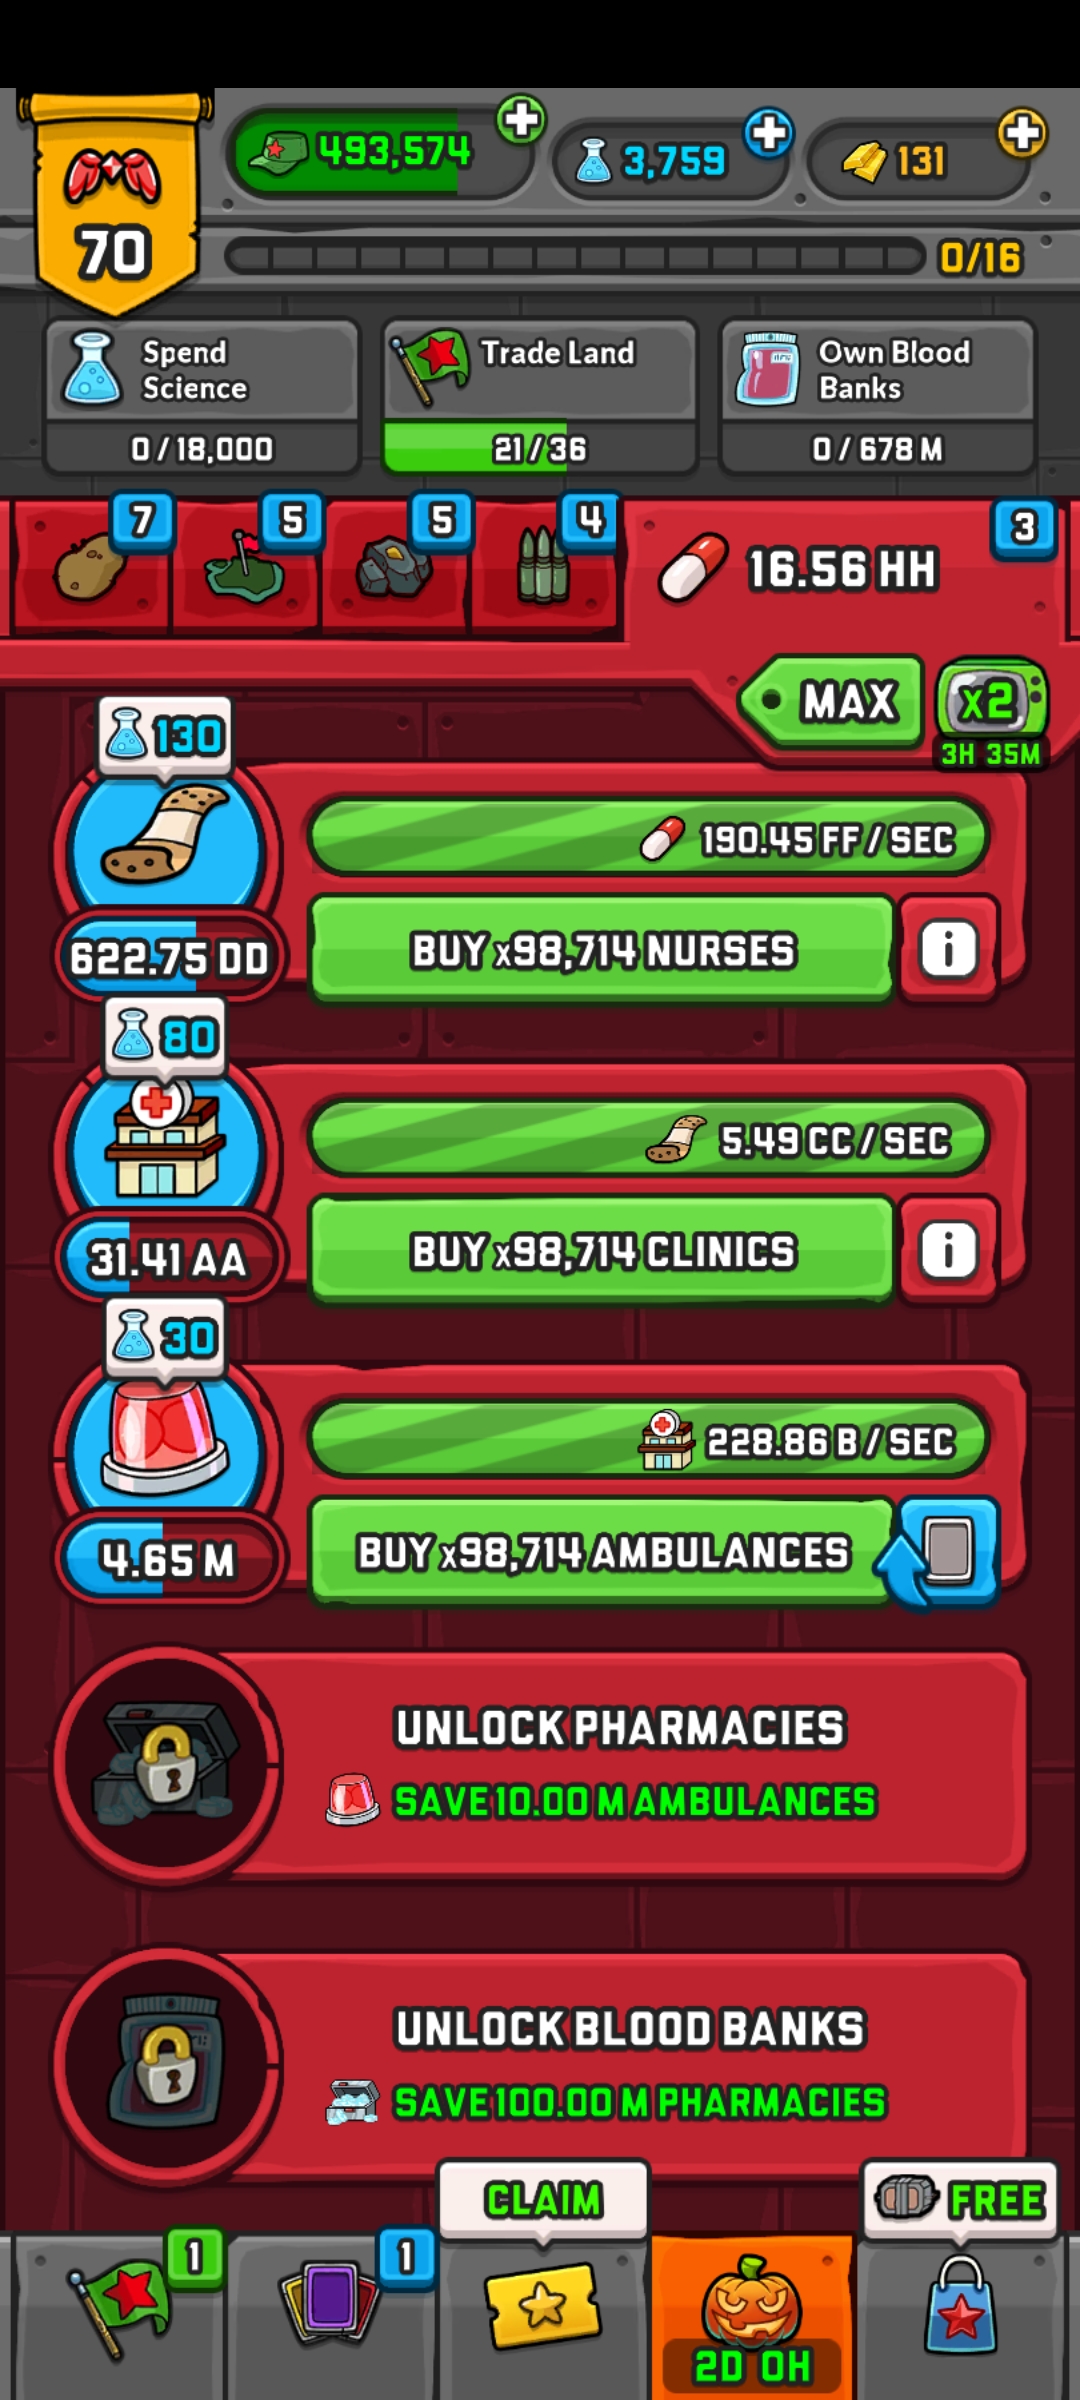 493,574
3,759
131
70
0/16
Spend
Science
0 / 18,000
Trade Land
21 / 36
Own Blood
Banks
0 / 678 M
7
5
5
4
16.56 HH
3
MAX
x2
3H 35M
130
190.45 FF / SEC
622.75 DD
BUY x98,714 NURSES
i
80
5.49 CC / SEC
31.41 AA
BUY x98,714 CLINICS
i
30
228.86 B / SEC
4.65 M
BUY x98,714 AMBULANCES
UNLOCK PHARMACIES
SAVE 10.00 M AMBULANCES
UNLOCK BLOOD BANKS
SAVE 100.00 M PHARMACIES
CLAIM
FREE
1
1
2D 0H